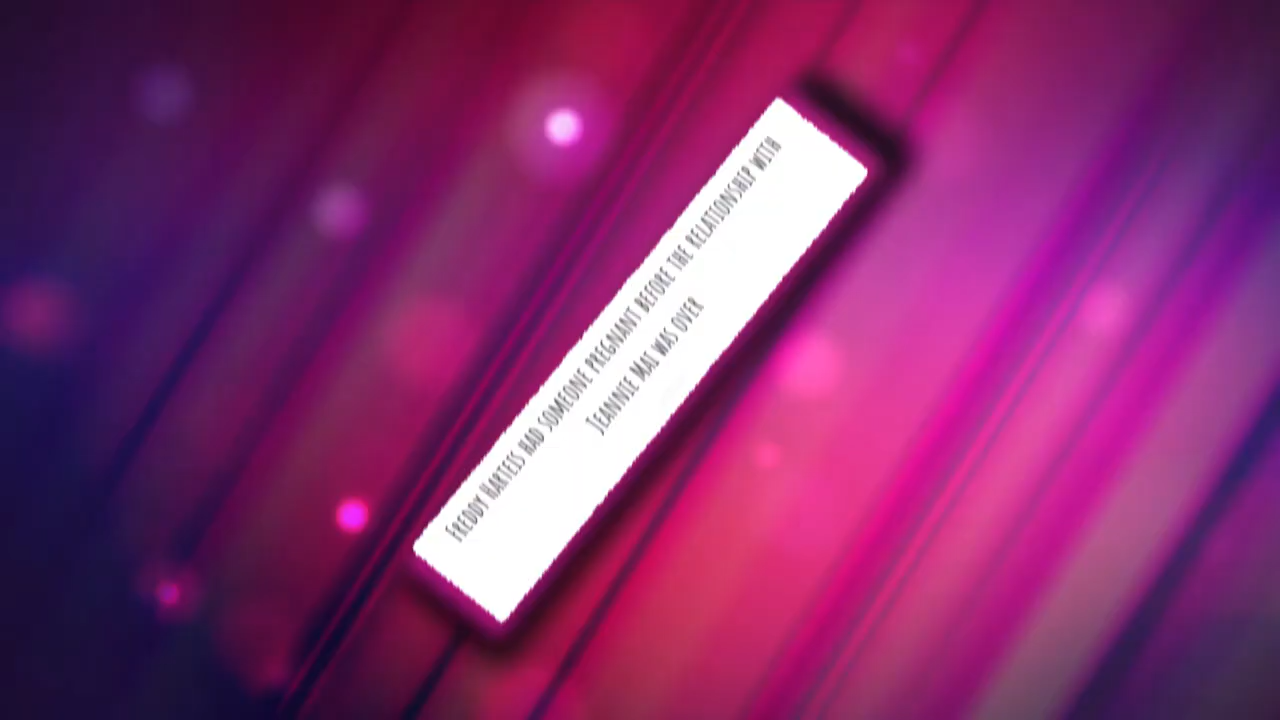 Freddy Harteis had someone pregnant before the relationship with
Jeannie Mai was over